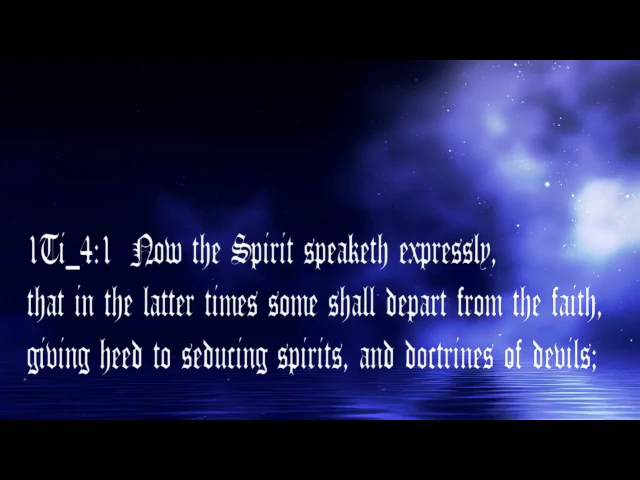 1Ti_4:1 Now the Spirit speaketh expressly,
that in the latter times some shall depart from the faith,
giving heed to seducing spirits, and doctrines of devils;